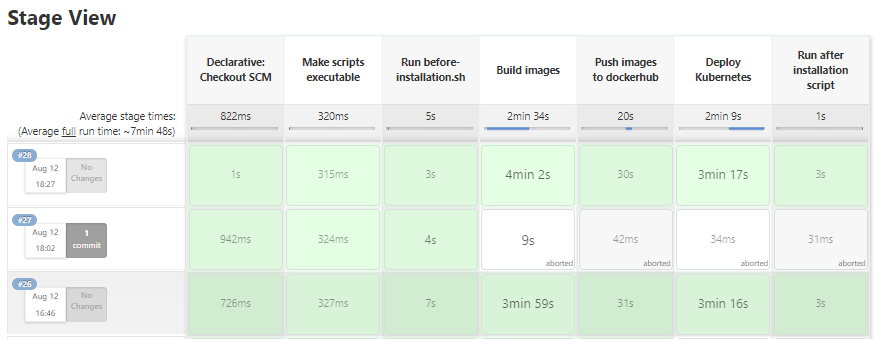 Stage View
Declarative: Checkout SCM
Make scripts executable
Run before-installation.sh
Build images
Push images to dockerhub
Deploy Kubernetes
Run after installation script
Average stage times:
(Average full run time: ~7min 48s)
822ms
320ms
5s
2min 34s
20s
2min 9s
1s
#28
Aug 12
18:27
No Changes
1s
315ms
3s
4min 2s
30s
3min 17s
3s
#27
Aug 12
18:02
1 commit
942ms
324ms
4s
9s
aborted
42ms
aborted
34ms
aborted
31ms
aborted
#26
Aug 12
16:46
No Changes
726ms
327ms
7s
3min 59s
31s
3min 16s
3s